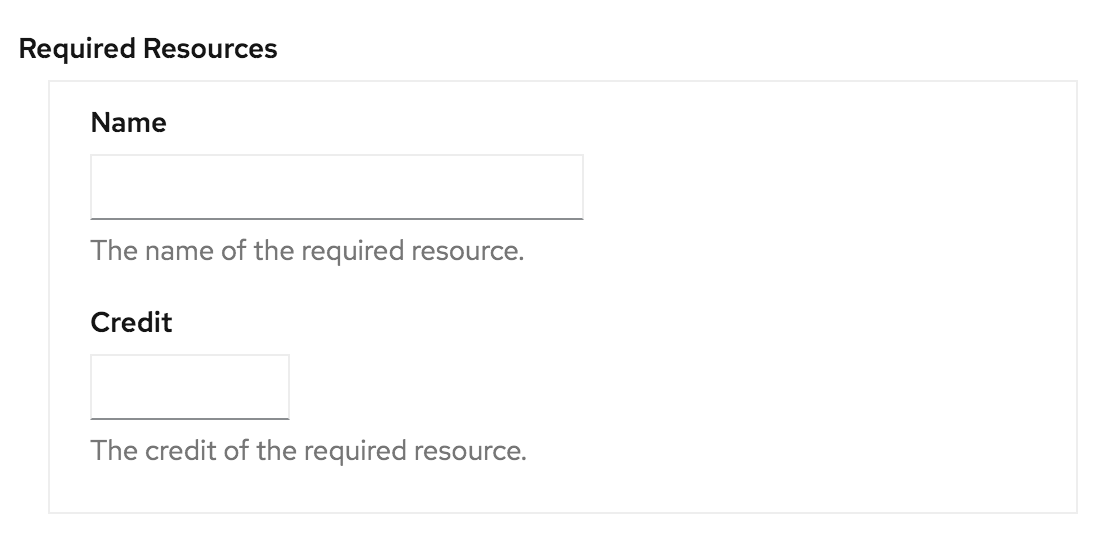 Required Resources
Name
The name of the required resource.
Credit
The credit of the required resource.